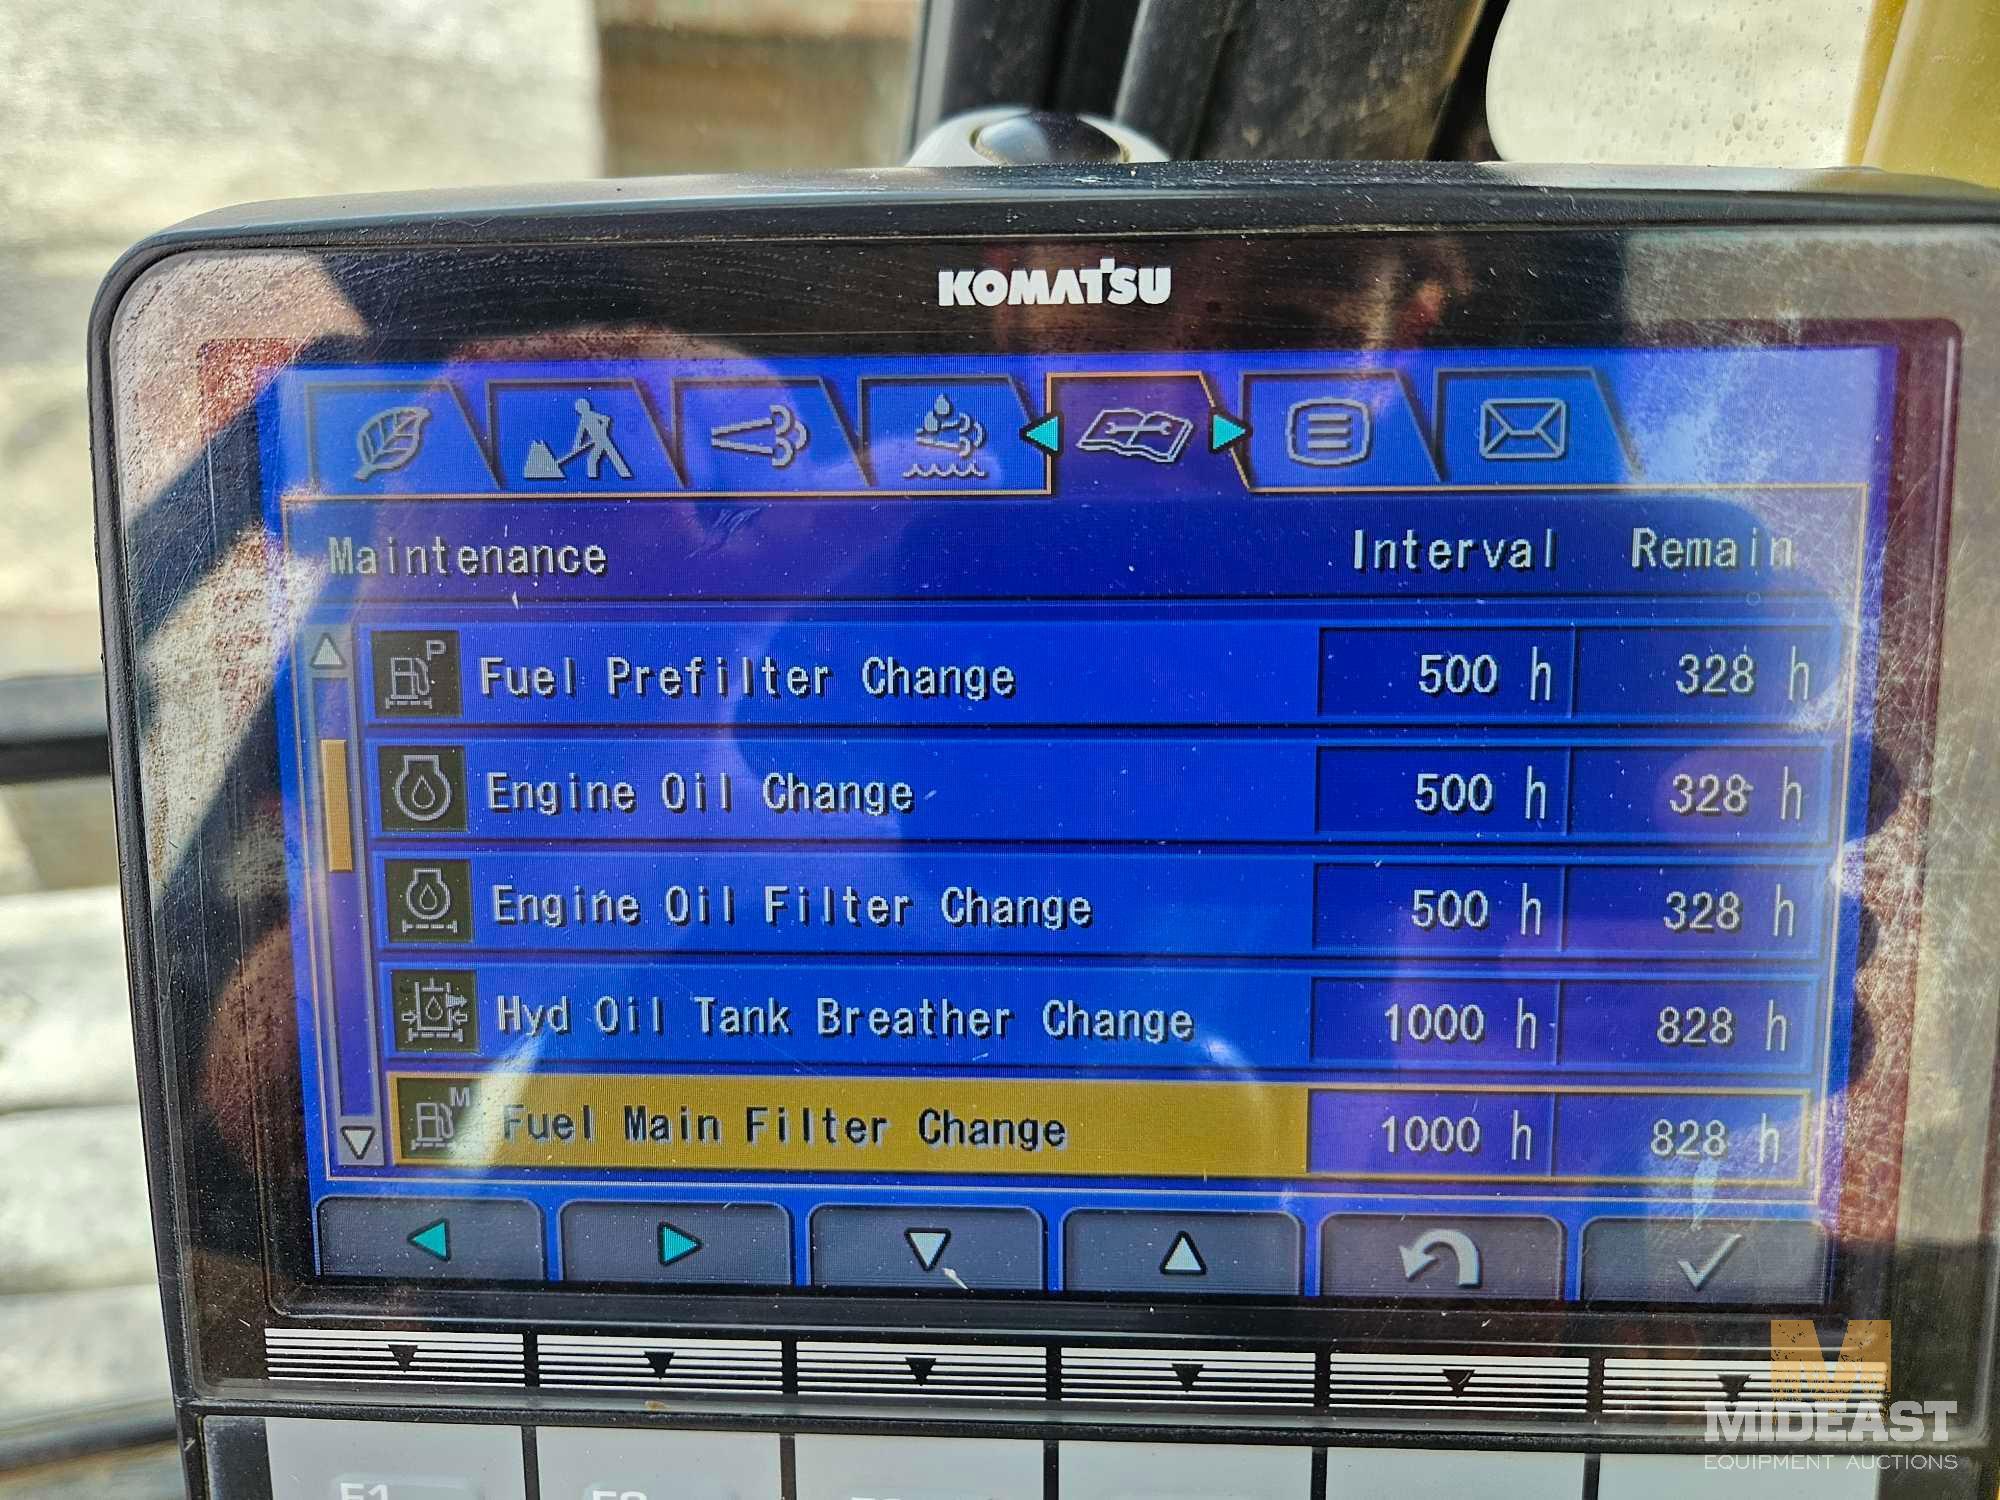 KOMATSU
Maintenance Interval Remain
P
Fuel Prefilter Change 500 h 328 h
Engine Oil Change 500 h 328 h
Engine Oil Filter Change 500 h 328 h
Hyd Oil Tank Breather Change 1000 h 828 h
M
Fuel Main Filter Change 1000 h 828 h
F1
MIDEAST
EQUIPMENT AUCTIONS